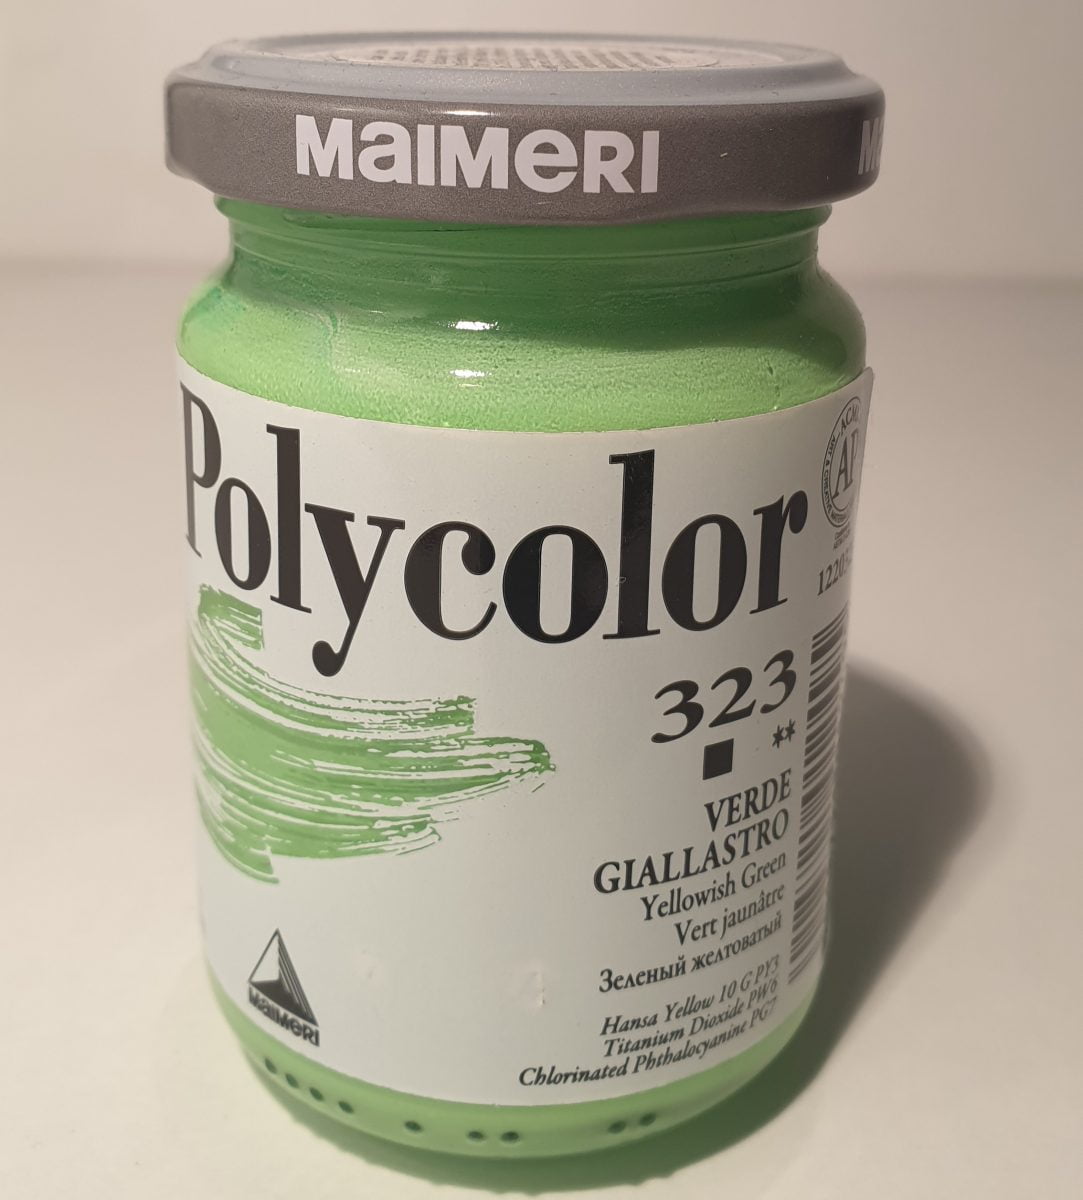 MaIMeRI
Polycolor
AP
323
**
VERDE
GIALLASTRO
Yellowish Green
Vert jaunâtre
Зеленый желтоватый
Hansa Yellow 10 G PY3
Titanium Dioxide PW6
Chlorinated Phthalocyanine PG7
MaIMeRI